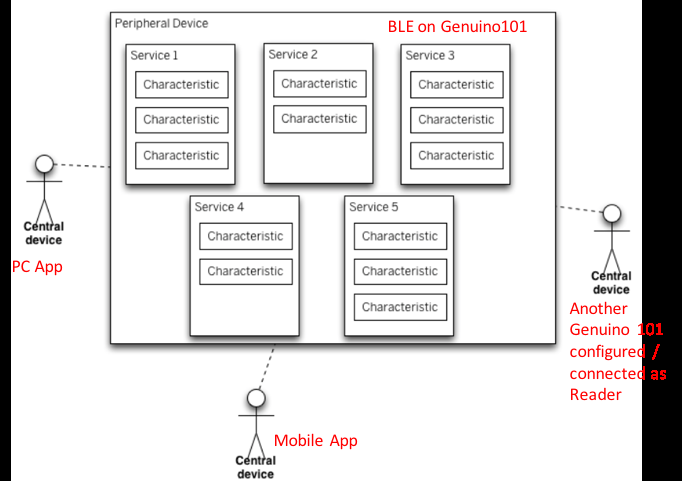 Peripheral Device
BLE on Genuino101
Service 1
Characteristic
Characteristic
Characteristic
Service 2
Characteristic
Characteristic
Service 3
Characteristic
Characteristic
Characteristic
Service 4
Characteristic
Characteristic
Service 5
Characteristic
Characteristic
Characteristic
Central
device
PC App
Central
device
Another
Genuino 101
configured /
connected as
Reader
Mobile App
Central
device